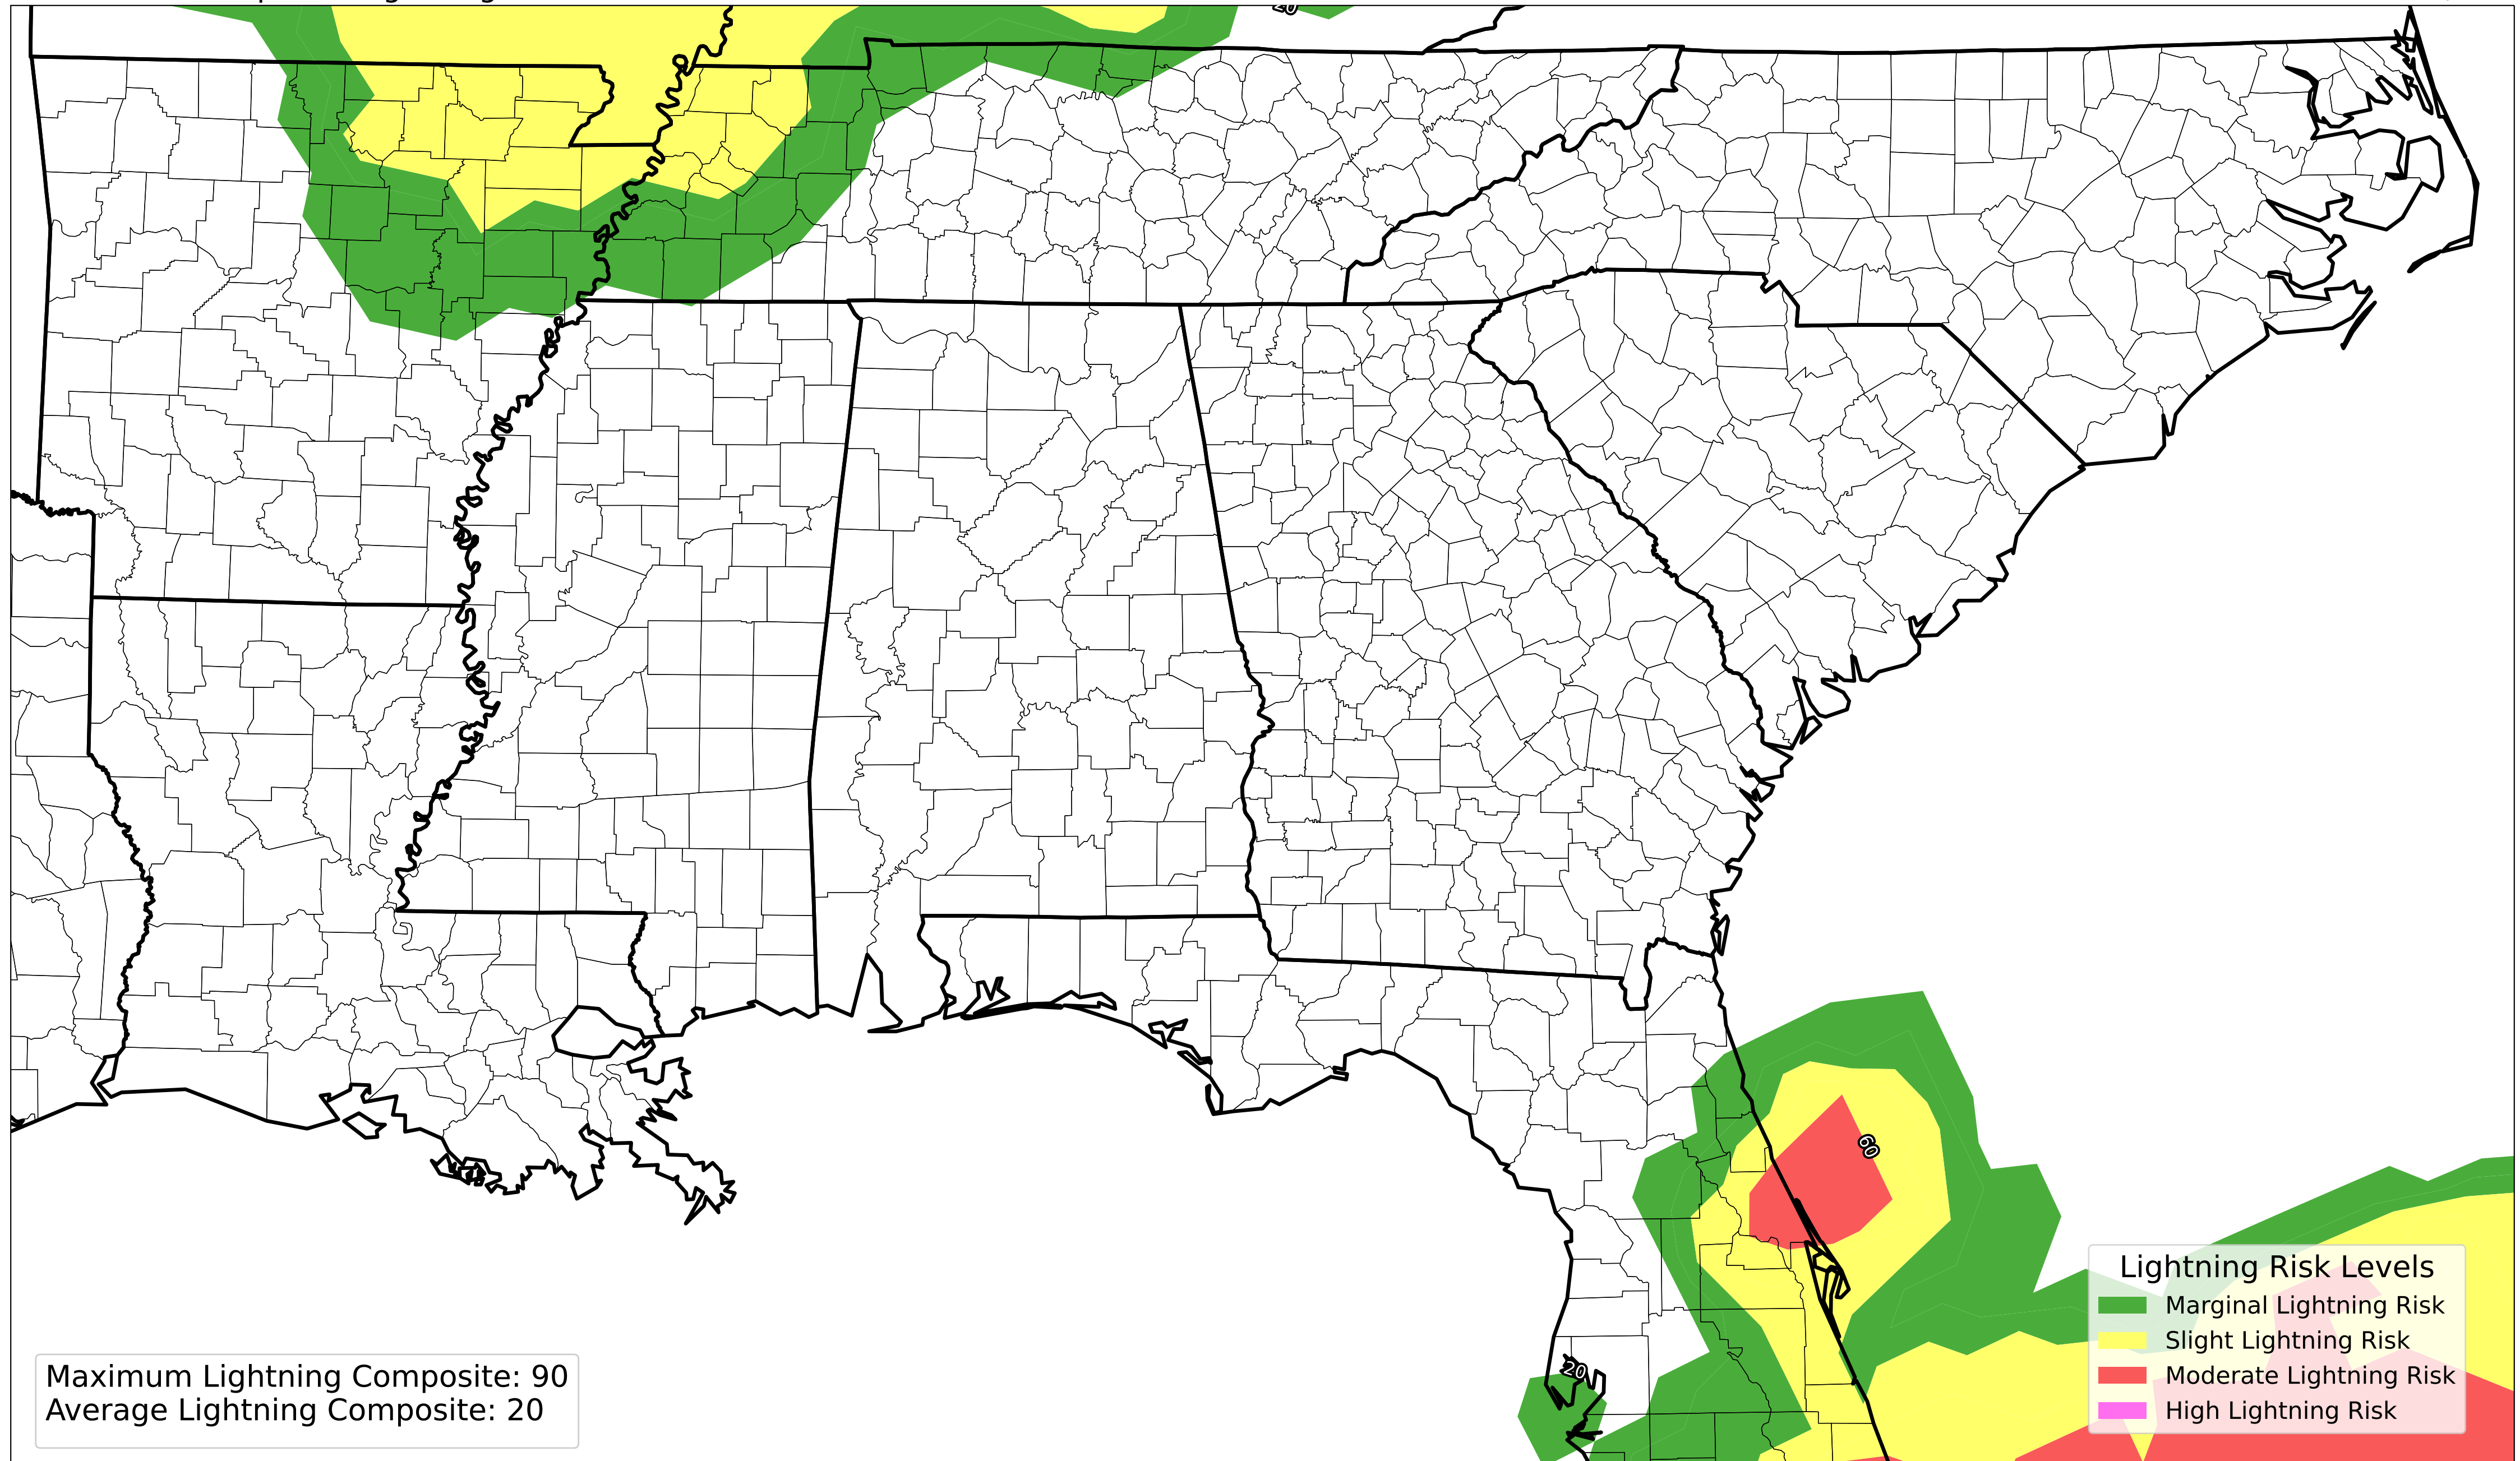 20
60
20
Lightning Risk Levels
Marginal Lightning Risk
Slight Lightning Risk
Moderate Lightning Risk
High Lightning Risk
Maximum Lightning Composite: 90
Average Lightning Composite: 20